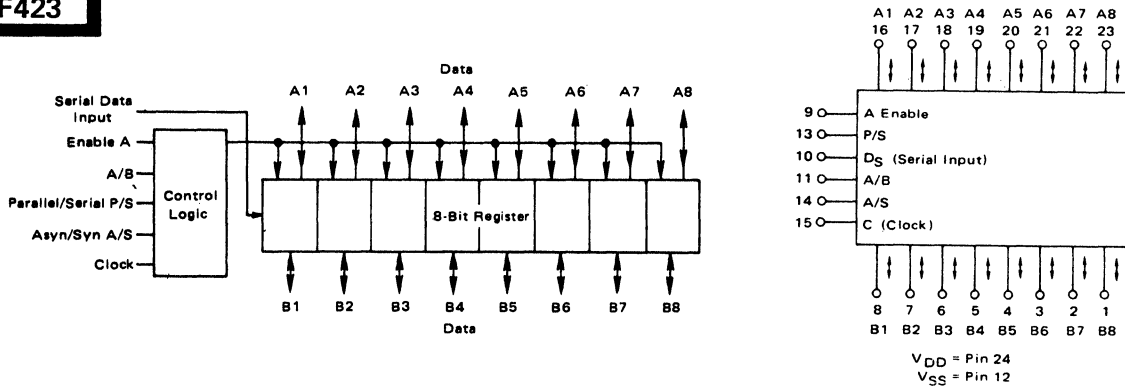 F423
Data
A1 A2 A3 A4 A5 A6 A7 A8
Serial Data
Input
Enable A
A/B
Parallel/Serial P/S
Asyn/Syn A/S
Clock
Control
Logic
8-Bit Register
B1 B2 B3 B4 B5 B6 B7 B8
Data
A1 A2 A3 A4 A5 A6 A7 A8
16 17 18 19 20 21 22 23
9 A Enable
13 P/S
10 DS (Serial Input)
11 A/B
14 A/S
15 C (Clock)
8 7 6 5 4 3 2 1
B1 B2 B3 B4 B5 B6 B7 B8
VDD = Pin 24
VSS = Pin 12